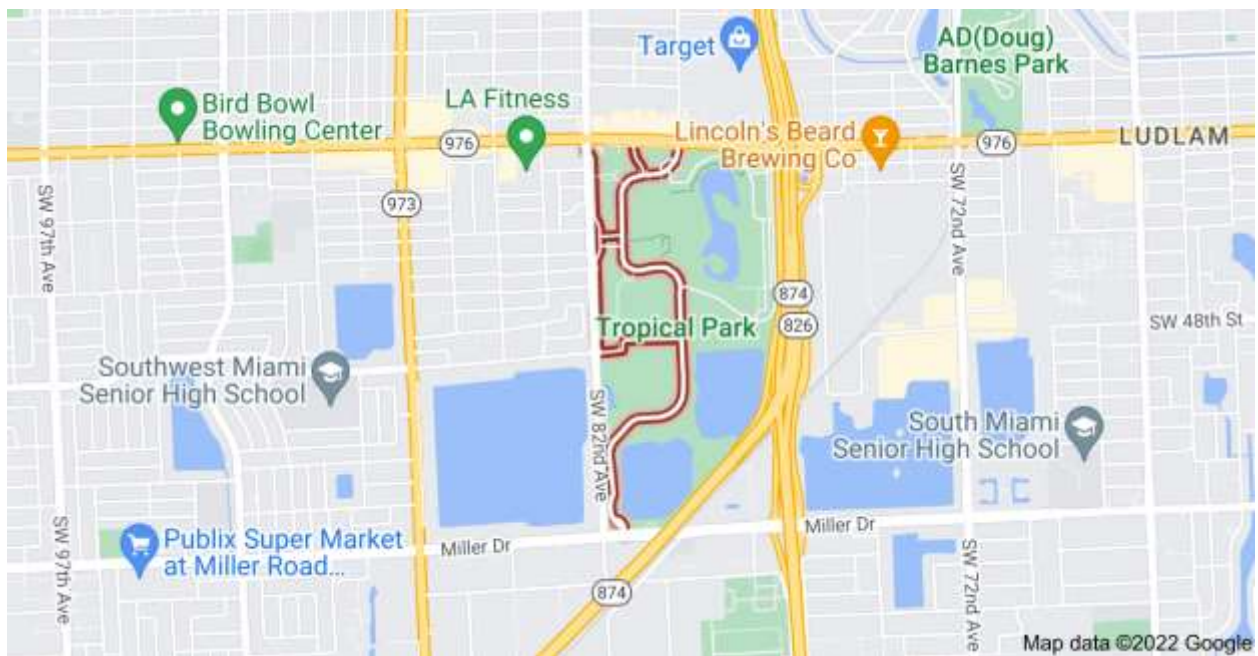 Target
AD(Doug)
Barnes Park
Bird Bowl
Bowling Center
LA Fitness
976
Lincoln's Beard
Brewing Co
976
LUDLAM
SW 97th Ave
973
SW 72nd Ave
874
826
SW 48th St
Tropical Park
Southwest Miami
Senior High School
SW 82nd Ave
South Miami
Senior High School
SW 97th Ave
Publix Super Market
at Miller Road...
Miller Dr
Miller Dr
SW 72nd Ave
874
Map data ©2022 Google